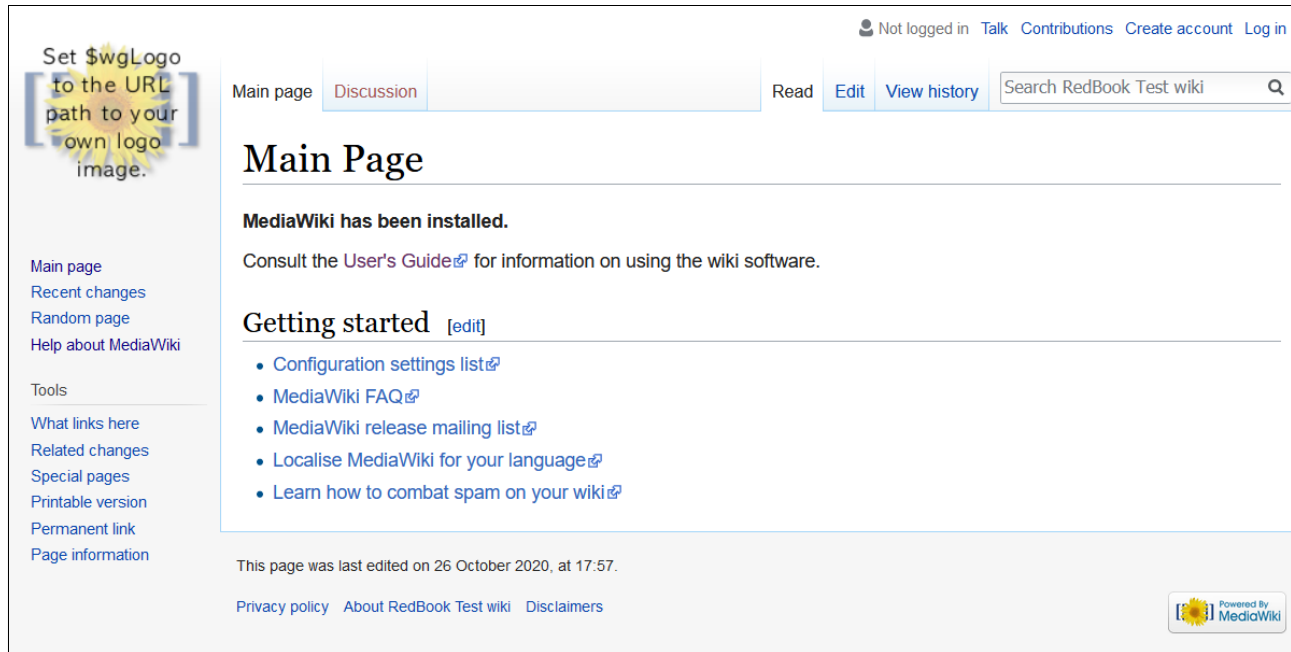 Not logged in Talk Contributions Create account Log in
Set $wgLogo
to the URL
path to your
own logo
image.
Main page Discussion Read Edit View history Search RedBook Test wiki
Main Page
MediaWiki has been installed.
Consult the User's Guide for information on using the wiki software.
Getting started [edit]
Configuration settings list
MediaWiki FAQ
MediaWiki release mailing list
Localise MediaWiki for your language
Learn how to combat spam on your wiki
Main page
Recent changes
Random page
Help about MediaWiki
Tools
What links here
Related changes
Special pages
Printable version
Permanent link
Page information
This page was last edited on 26 October 2020, at 17:57.
Privacy policy About RedBook Test wiki Disclaimers
Powered By
MediaWiki